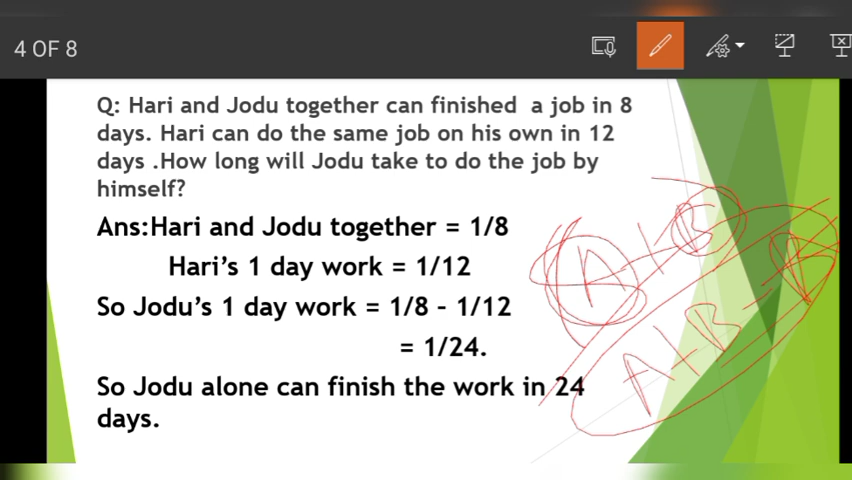 4 OF 8
Q: Hari and Jodu together can finished a job in 8
days. Hari can do the same job on his own in 12
days .How long will Jodu take to do the job by
himself?
Ans:Hari and Jodu together = 1/8
Hari’s 1 day work = 1/12
So Jodu’s 1 day work = 1/8 – 1/12
= 1/24.
So Jodu alone can finish the work in 24
days.
A + B
A + B - B